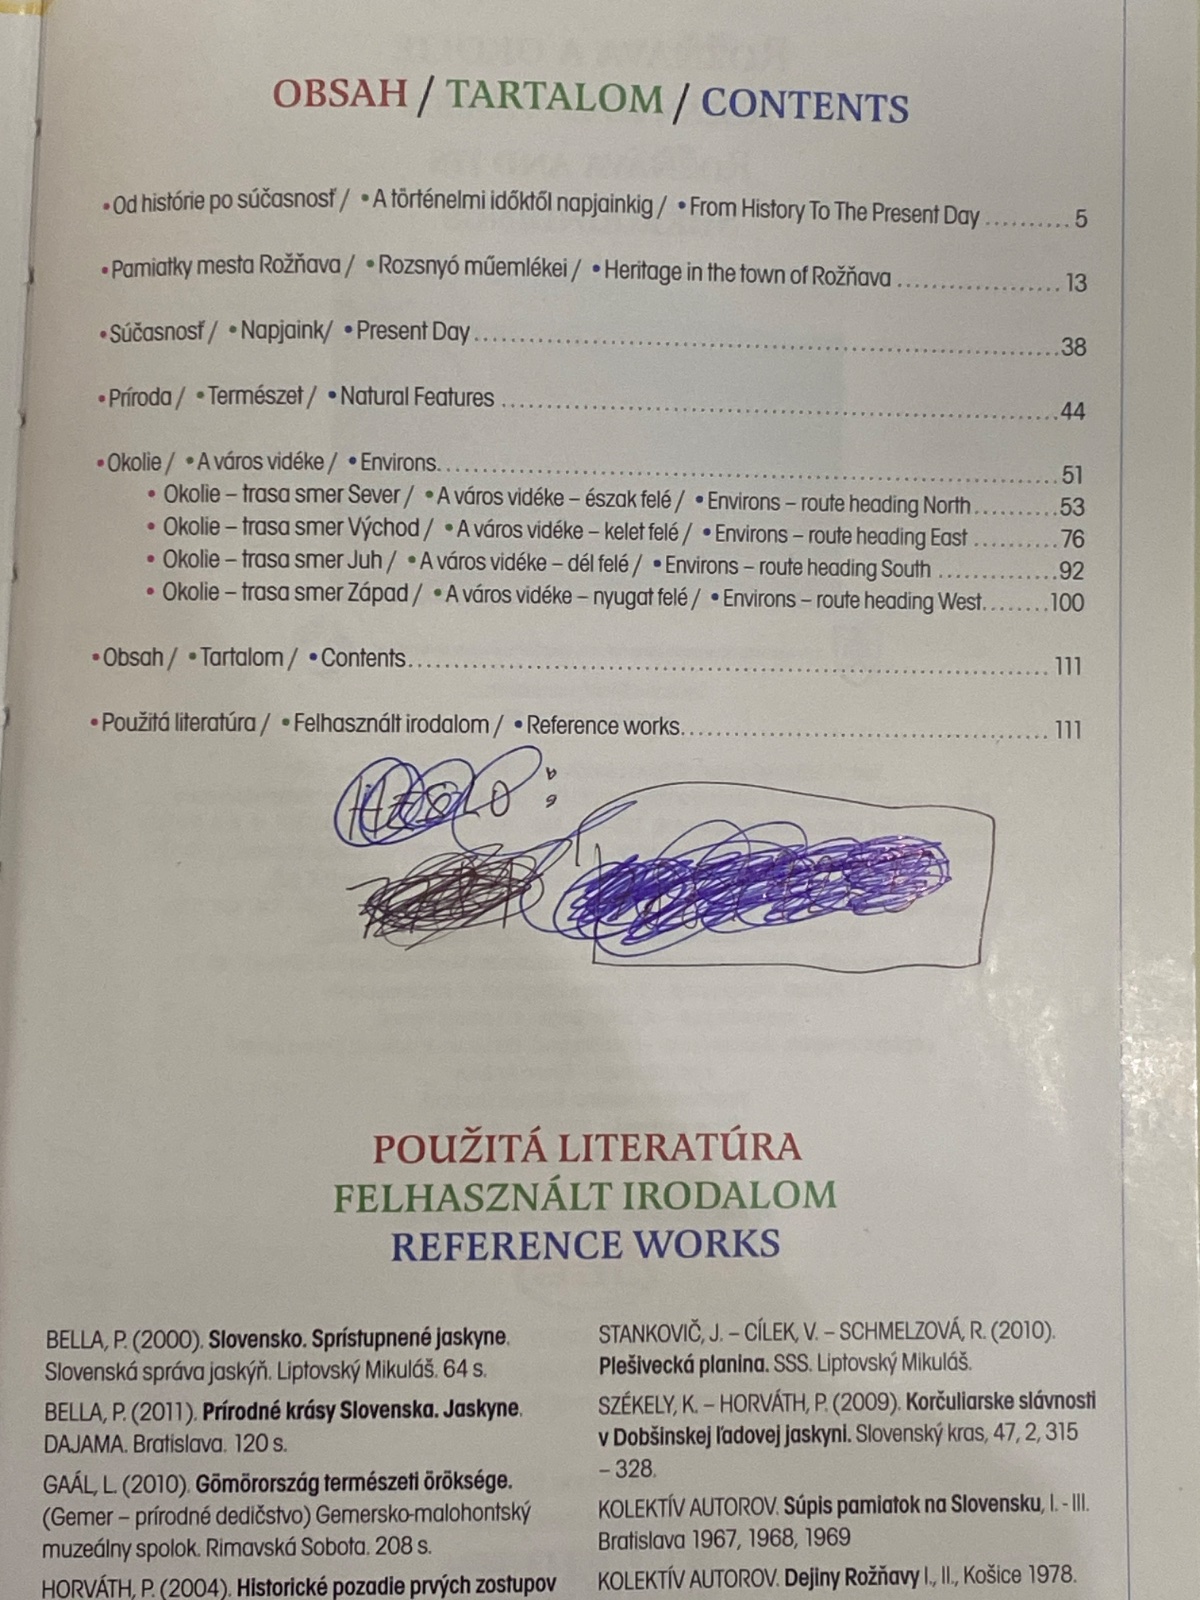 OBSAH / TARTALOM / CONTENTS
•Od histórie po súčasnosť / •A történelmi időktől napjainkig / •From History To The Present Day ..........5
•Pamiatky mesta Rožňava / •Rozsnyó műemlékei / •Heritage in the town of Rožňava ....................13
•Súčasnosť / •Napjaink/ •Present Day ....................38
•Príroda / •Természet / •Natural Features ....................44
•Okolie / •A város vidéke / •Environs....................51
• Okolie – trasa smer Sever / •A város vidéke – észak felé / •Environs – route heading North..........53
• Okolie – trasa smer Východ / •A város vidéke – kelet felé / •Environs – route heading East ..........76
• Okolie – trasa smer Juh / •A város vidéke – dél felé / •Environs – route heading South ..........92
• Okolie – trasa smer Západ / •A város vidéke – nyugat felé / •Environs – route heading West........100
•Obsah / •Tartalom / •Contents....................111
•Použitá literatúra / •Felhasznált irodalom / •Reference works....................111
POUŽITÁ LITERATÚRA
FELHASZNÁLT IRODALOM
REFERENCE WORKS
BELLA, P. (2000). Slovensko. Sprístupnené jaskyne.
Slovenská správa jaskýň. Liptovský Mikuláš. 64 s.
BELLA, P. (2011). Prírodné krásy Slovenska. Jaskyne.
DAJAMA. Bratislava. 120 s.
GAÁL, L. (2010). Gömörország természeti öröksége.
(Gemer – prírodné dedičstvo) Gemersko-malohontský
muzeálny spolok. Rimavská Sobota. 208 s.
HORVÁTH, P. (2004). Historické pozadie prvých zostupov
STANKOVIČ, J. – CÍLEK, V. – SCHMELZOVÁ, R. (2010).
Plešivecká planina. SSS. Liptovský Mikuláš.
SZÉKELY, K. – HORVÁTH, P. (2009). Korčuliarske slávnosti
v Dobšinskej ľadovej jaskyni. Slovenský kras, 47, 2, 315
– 328.
KOLEKTÍV AUTOROV. Súpis pamiatok na Slovensku, I. - III.
Bratislava 1967, 1968, 1969
KOLEKTÍV AUTOROV. Dejiny Rožňavy I., II., Košice 1978.